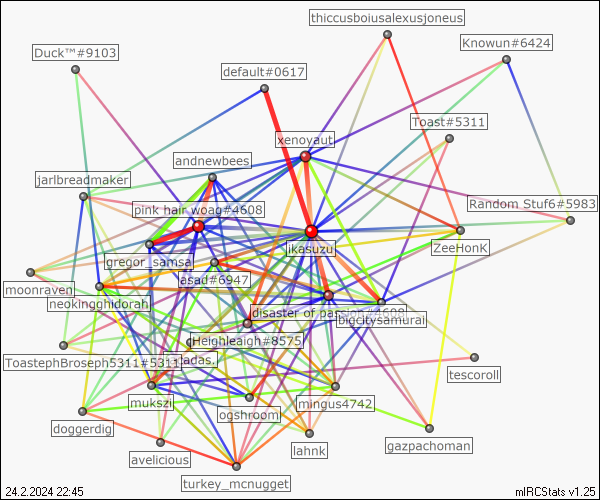 thiccusboiusalexusjoneus
Knowun#6424
Duck™#9103
default#0617
Toast#5311
xenoyaut
andnewbees
jarlbreadmaker
pink hair woag#4608
Random Stuf6#5983
jkasuzu
ZeeHonK
gregor_samsa
asad#6947
moonraven
neokingghidorah
disaster of passion#4608
bigcitysamurai
Heighleaigh#8575
ToastephBroseph5311#5311
adas.
tescoroll
mukszi
mingus4742
ogshroom
doggerdig
gazpachoman
lahnk
avelicious
turkey_mcnugget
24.2.2024 22:45
mIRCStats v1.25